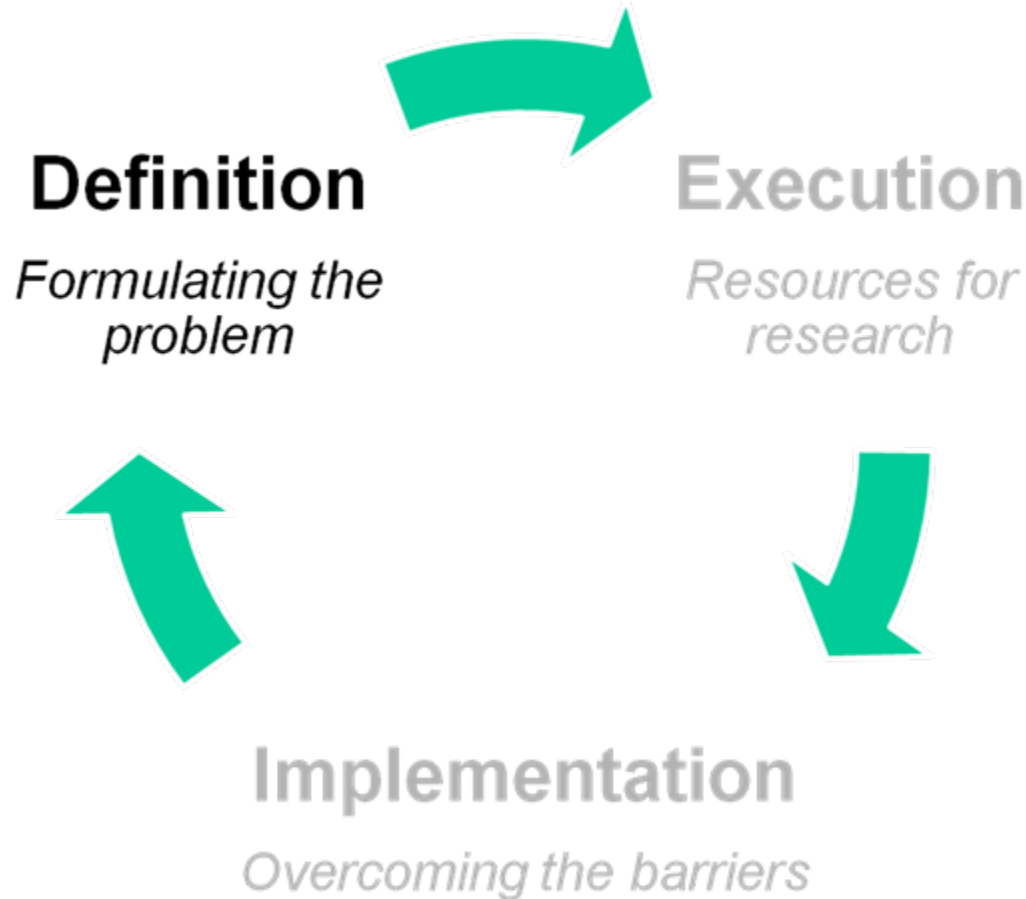 Definition
Formulating the
problem
Execution
Resources for
research
Implementation
Overcoming the barriers